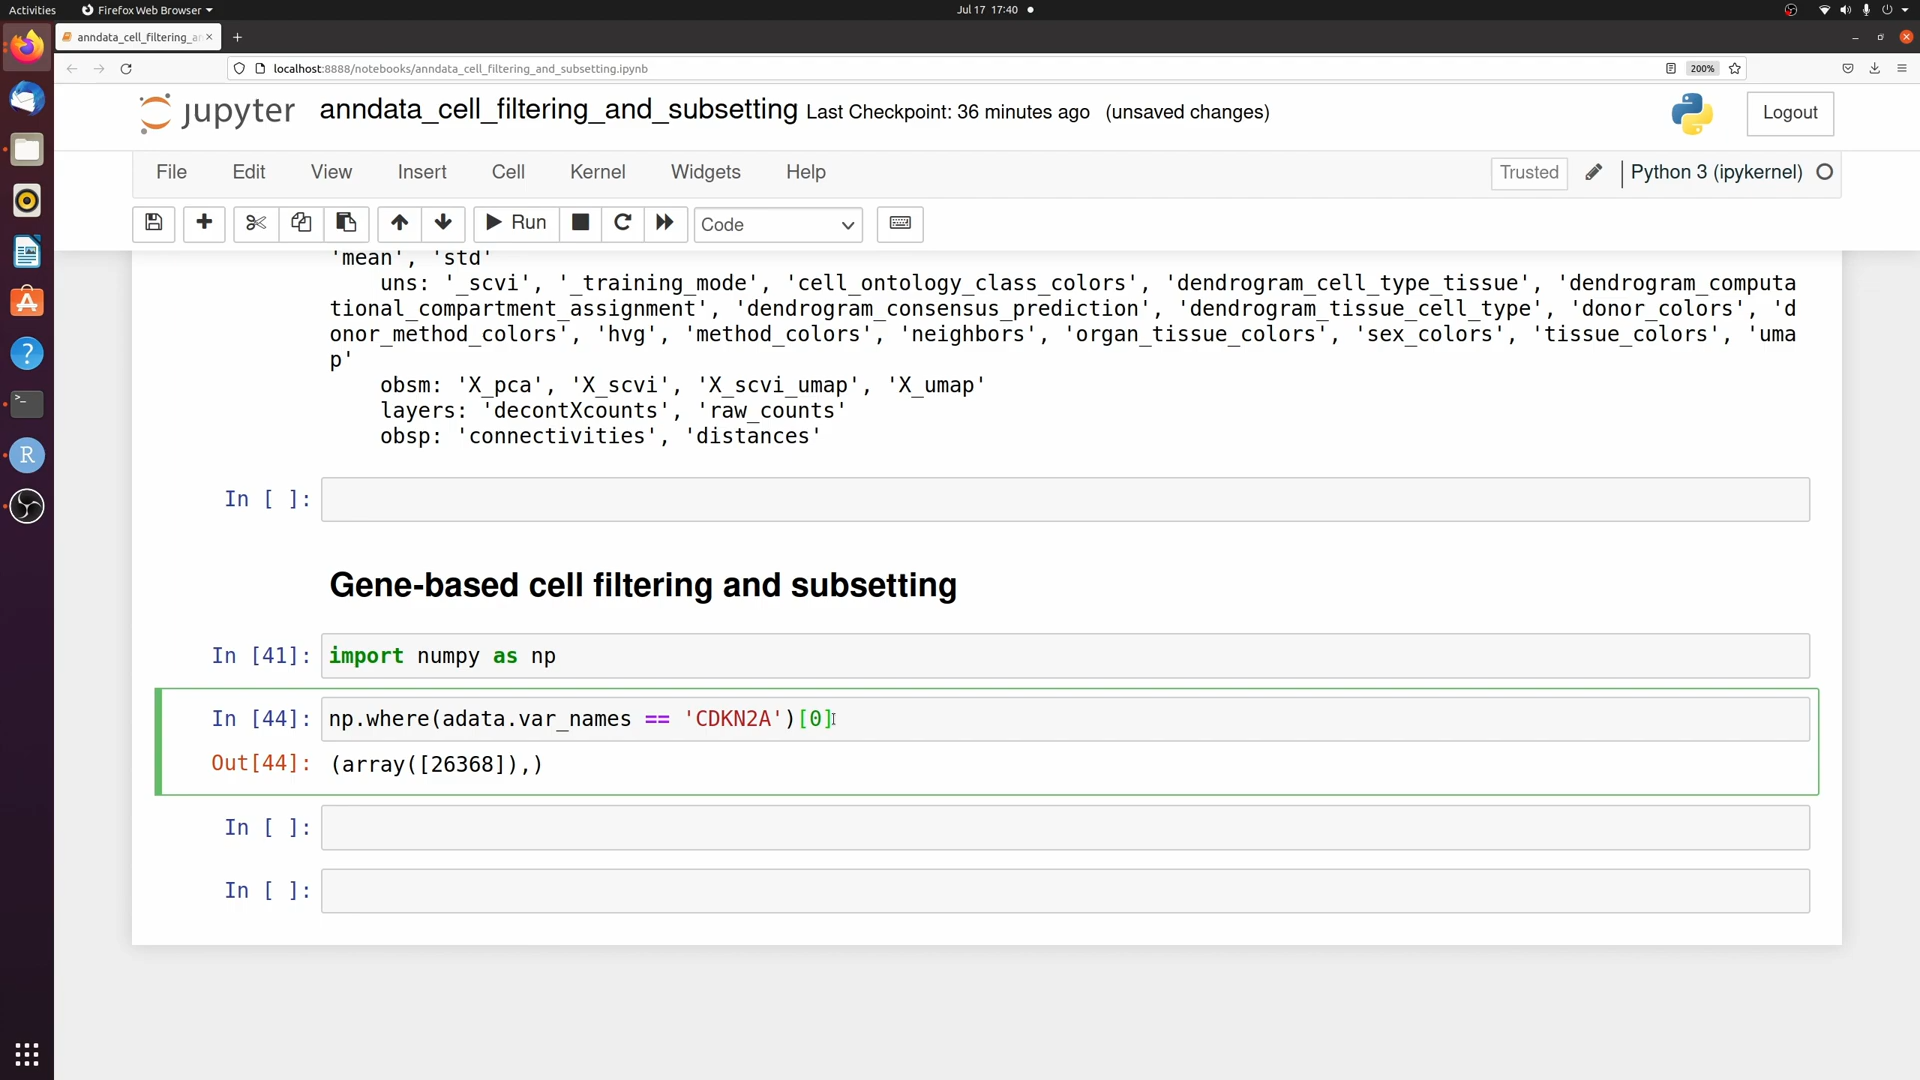 Activities
Firefox Web Browser
Jul 17 17:40
anndata_cell_filtering_a
localhost:8888/notebooks/anndata_cell_filtering_and_subsetting.ipynb
200%
jupyter
anndata_cell_filtering_and_subsetting Last Checkpoint: 36 minutes ago (unsaved changes)
Logout
File Edit View Insert Cell Kernel Widgets Help
Trusted
Python 3 (ipykernel)
Run
Code
'mean', 'std'
uns: '_scvi', '_training_mode', 'cell_ontology_class_colors', 'dendrogram_cell_type_tissue', 'dendrogram_computa
tional_compartment_assignment', 'dendrogram_consensus_prediction', 'dendrogram_tissue_cell_type', 'donor_colors', 'd
onor_method_colors', 'hvg', 'method_colors', 'neighbors', 'organ_tissue_colors', 'sex_colors', 'tissue_colors', 'uma
p'
obsm: 'X_pca', 'X_scvi', 'X_scvi_umap', 'X_umap'
layers: 'decontXcounts', 'raw_counts'
obsp: 'connectivities', 'distances'
In [ ]:
Gene-based cell filtering and subsetting
In [41]: import numpy as np
In [44]: np.where(adata.var_names == 'CDKN2A')[0]
Out[44]: (array([26368]),)
In [ ]:
In [ ]: